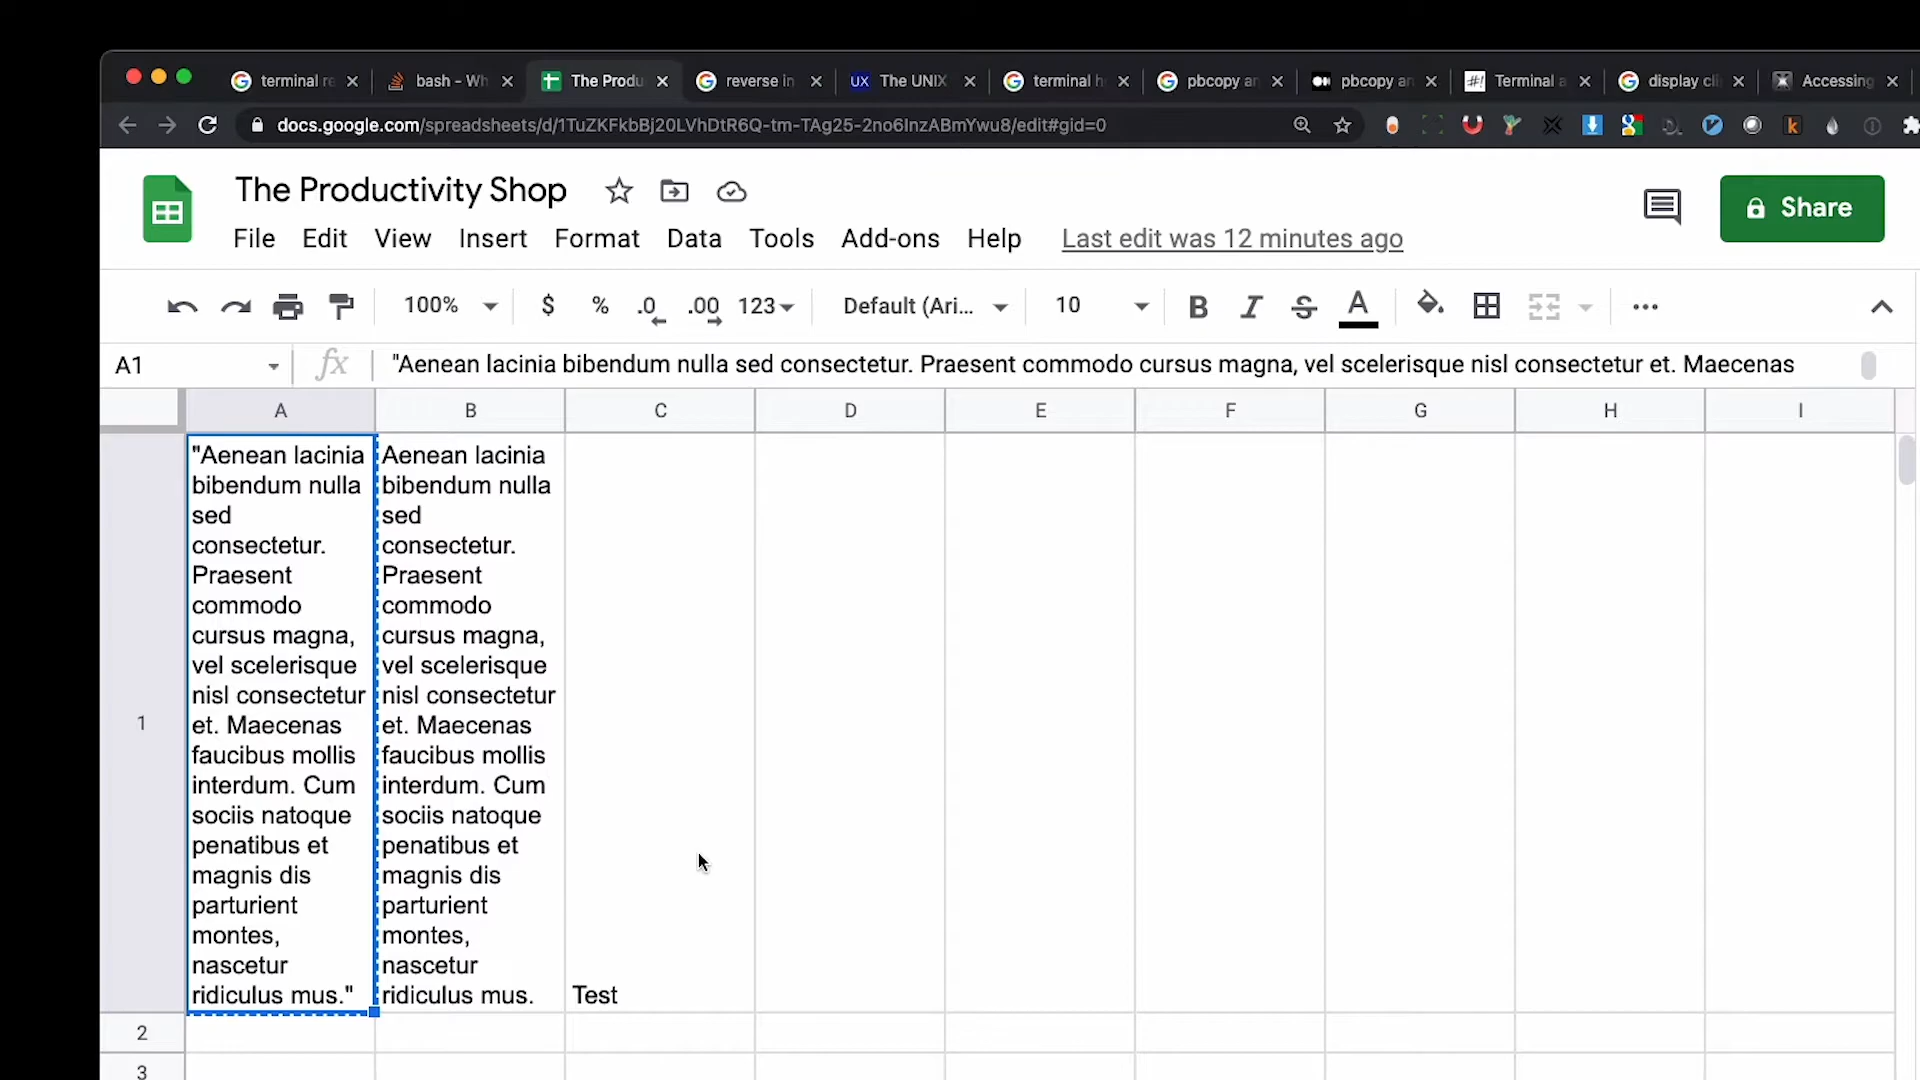 terminal re
bash - Wh
The Produ
reverse in
UX The UNIX
terminal h
pbcopy an
pbcopy an
#! Terminal a
display cli
Accessing
docs.google.com/spreadsheets/d/1TuZKFkbBj20LVhDtR6Q-tm-TAg25-2no6InzABmYwu8/edit#gid=0
The Productivity Shop
Share
File Edit View Insert Format Data Tools Add-ons Help Last edit was 12 minutes ago
100% $ % .0 .00 123 Default (Ari... 10 B I S A
A1 fx "Aenean lacinia bibendum nulla sed consectetur. Praesent commodo cursus magna, vel scelerisque nisl consectetur et. Maecenas
A B C D E F G H I
1
"Aenean lacinia
bibendum nulla
sed
consectetur.
Praesent
commodo
cursus magna,
vel scelerisque
nisl consectetur
et. Maecenas
faucibus mollis
interdum. Cum
sociis natoque
penatibus et
magnis dis
parturient
montes,
nascetur
ridiculus mus."
Aenean lacinia
bibendum nulla
sed
consectetur.
Praesent
commodo
cursus magna,
vel scelerisque
nisl consectetur
et. Maecenas
faucibus mollis
interdum. Cum
sociis natoque
penatibus et
magnis dis
parturient
montes,
nascetur
ridiculus mus.
Test
2
3